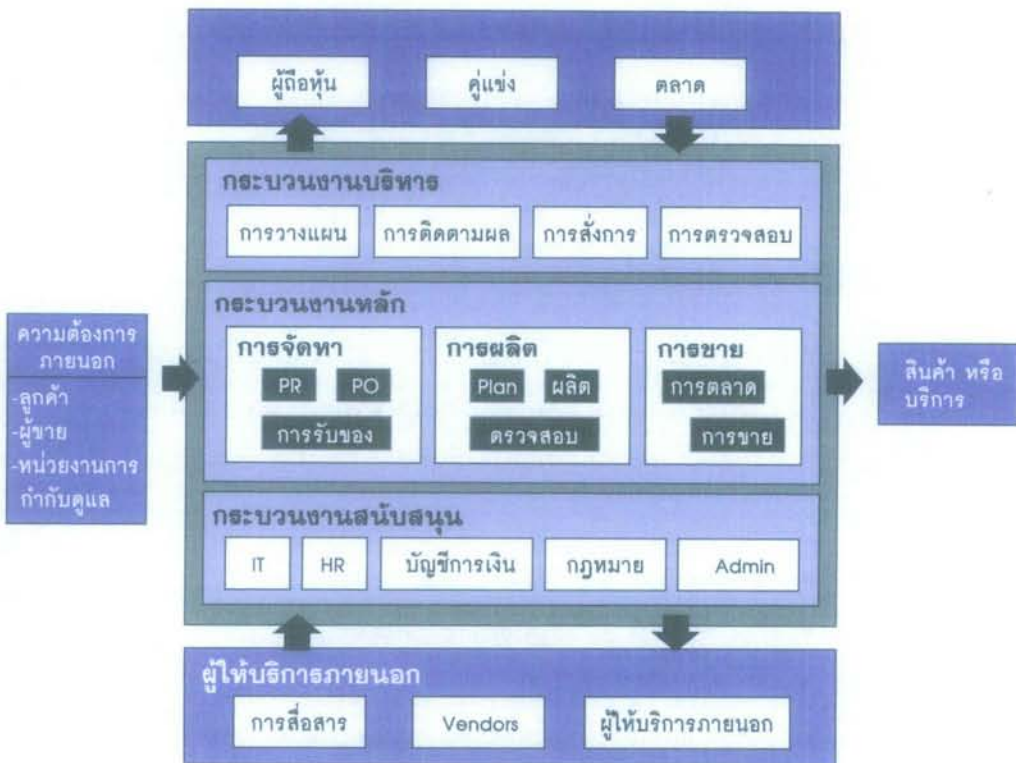 ผู้ถือหุ้น คู่แข่ง ตลาด
กระบวนงานบริหาร
การวางแผน การติดตามผล การสั่งการ การตรวจสอบ
กระบวนงานหลัก
ความต้องการ
ภายนอก
-ลูกค้า
-ผู้ขาย
-หน่วยงานการ
กำกับดูแล
การจัดหา
PR PO
การรับของ
การผลิต
Plan ผลิต
ตรวจสอบ
การขาย
การตลาด
การขาย
สินค้า หรือ
บริการ
กระบวนงานสนับสนุน
IT HR บัญชีการเงิน กฎหมาย Admin
ผู้ให้บริการภายนอก
การสื่อสาร Vendors ผู้ให้บริการภายนอก